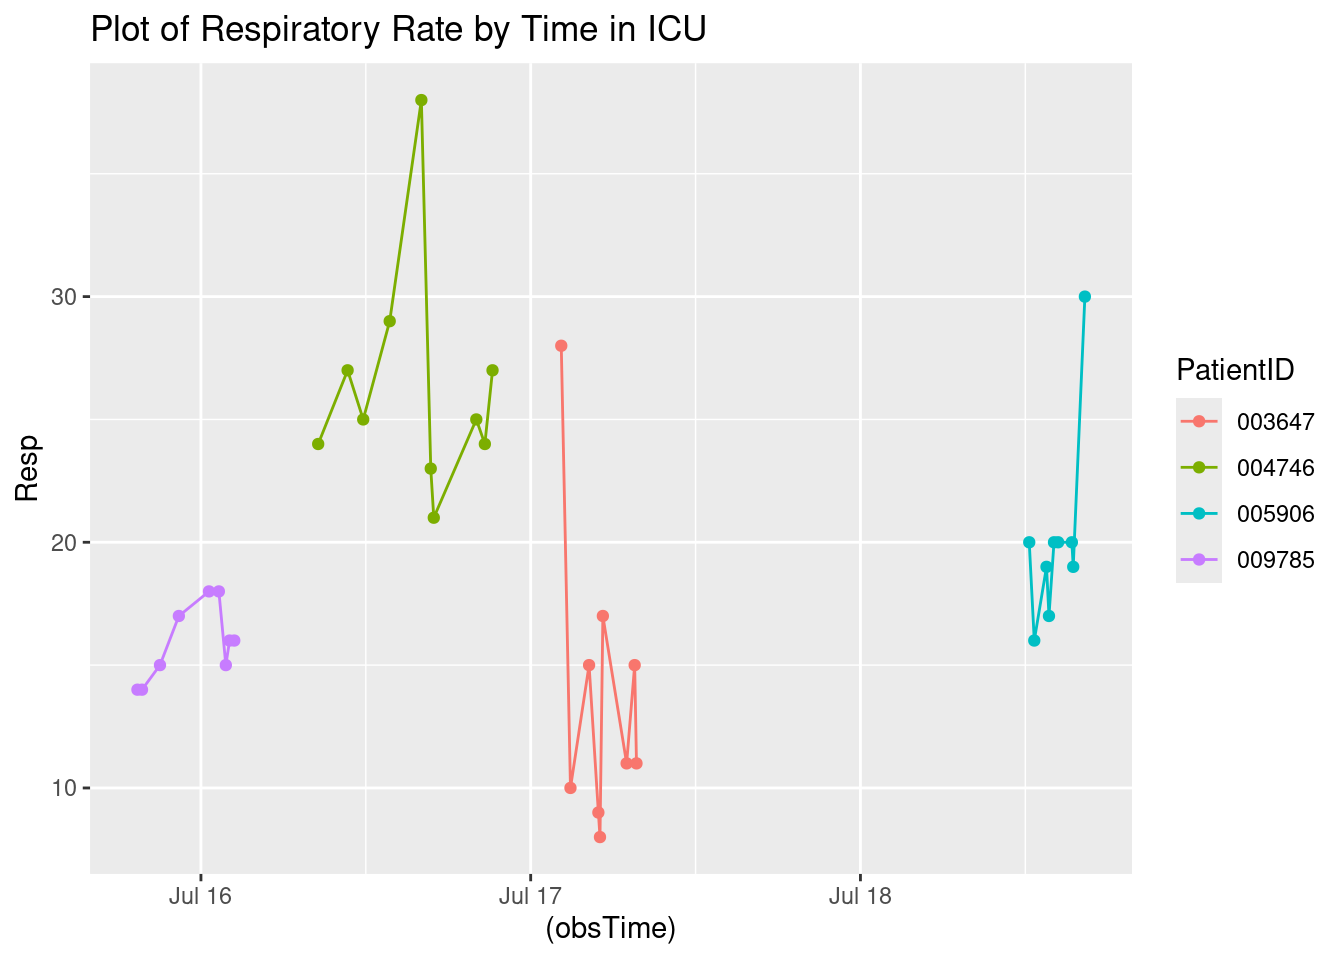 Plot of Respiratory Rate by Time in ICU
30
20
10
Resp
Jul 16
Jul 17
Jul 18
(obsTime)
PatientID
003647
004746
005906
009785